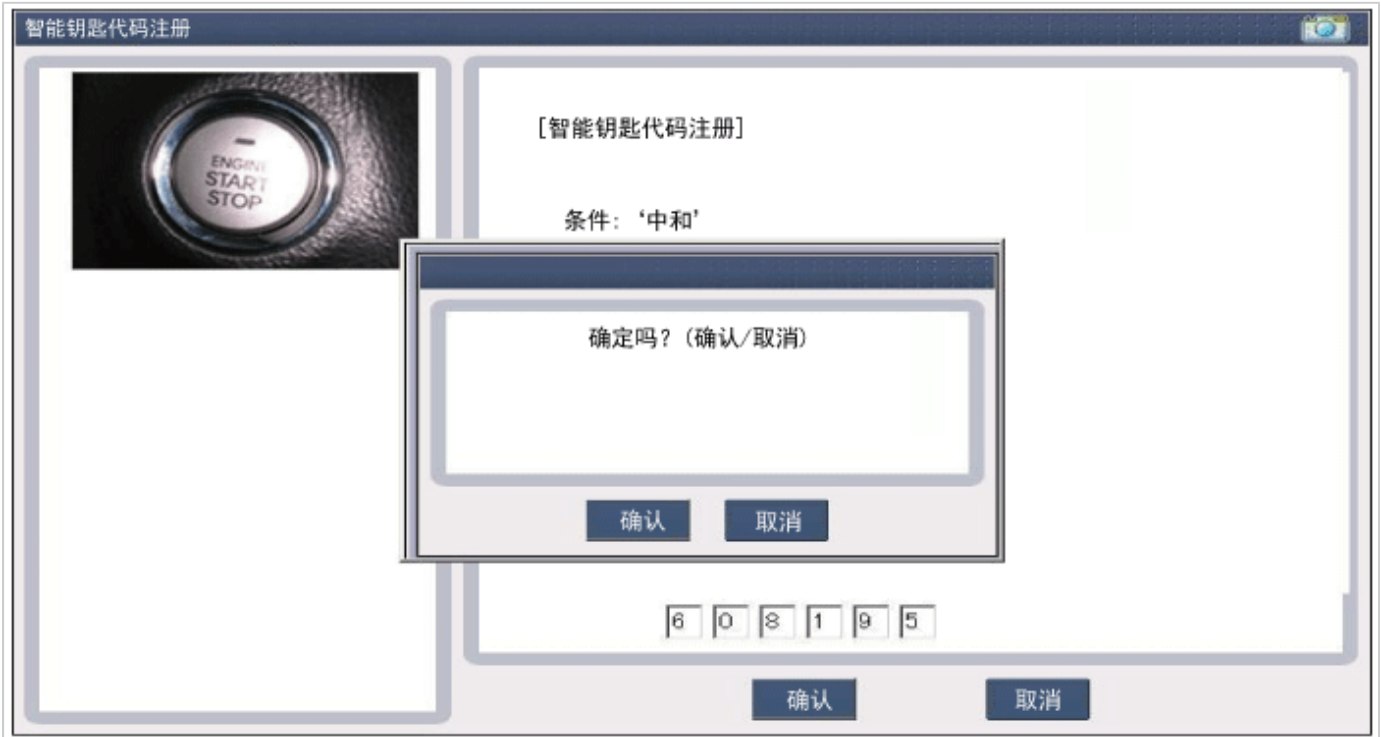 智能钥匙代码注册
ENGINE
START
STOP
[智能钥匙代码注册]
条件: ‘中和’
确定吗? (确认/取消)
确认
取消
6 0 8 1 9 5
确认
取消